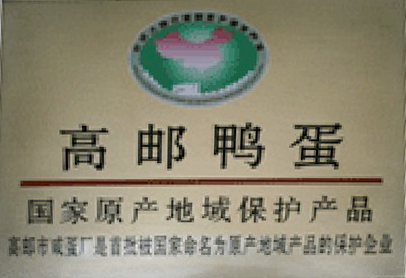 高邮鸭蛋
国家原产地域保护产品
高邮市咸蛋厂是首批被国家命名为原产地域产品的保护企业